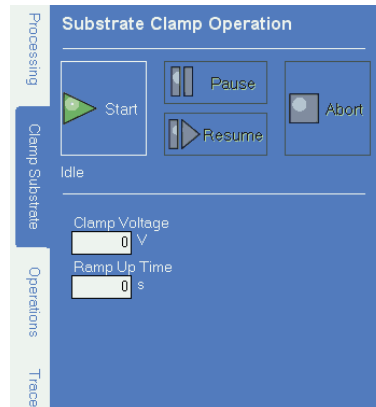 Processing
Clamp Substrate
Operations
Trace
Substrate Clamp Operation
Start
Pause
Resume
Abort
Idle
Clamp Voltage
0 V
Ramp Up Time
0 s